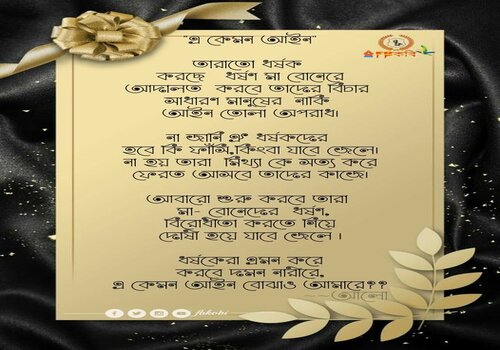 "এ কেমন আইন"
তারাতো ধর্ষক
করছে ধর্ষণ মা বোনেরে
আদালত করবে তাদের বিচার
সাধারণ মানুষের নাকি
আইন তোলা অপরাধ।
না জানি ঐ ধর্ষকদের
হবে কি ফাঁসি,কিংবা যাবে জেলে।
না হয় তারা মিথ্যা কে সত্য করে
ফেরত আসবে তাদের কাজে।
আবারো শুরু করবে তারা
মা- বোনেদের ধর্ষণ,
বিরোধীতা করতে গিয়ে
দোষী হয়ে যাবে জেলে ।
ধর্ষকেরা এমন করে
করবে দমন নারীরে,
এ কেমন আইন বোঝাও আমারে??
~~আলো
fbkobi